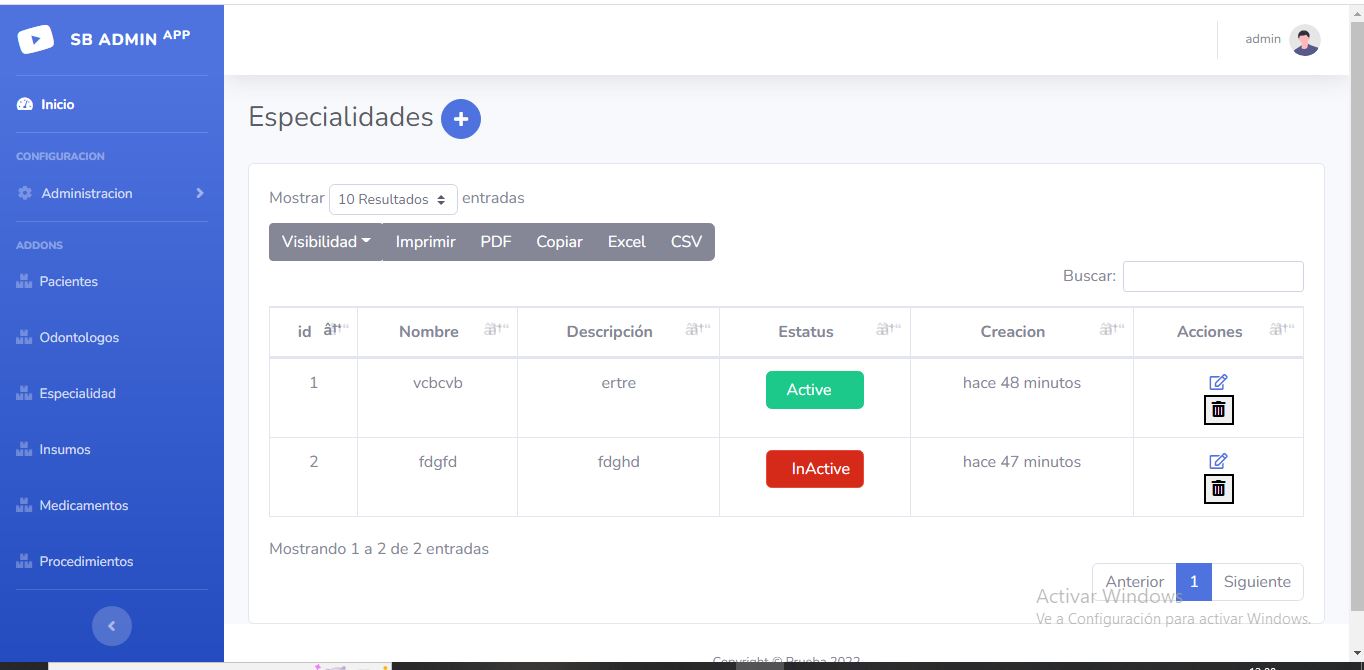 SB ADMIN APP
admin
Inicio
Especialidades
CONFIGURACION
Administracion
ADDONS
Pacientes
Odontologos
Especialidad
Insumos
Medicamentos
Procedimientos
Mostrar 10 Resultados entradas
Visibilidad Imprimir PDF Copiar Excel CSV
Buscar:
id Nombre Descripción Estatus Creacion Acciones
1 vcbcvb ertre Active hace 48 minutos
2 fdgfd fdghd InActive hace 47 minutos
Mostrando 1 a 2 de 2 entradas
Anterior 1 Siguiente
Activar Windows
Ve a Configuración para activar Windows.
Copyright © Prueba 2022